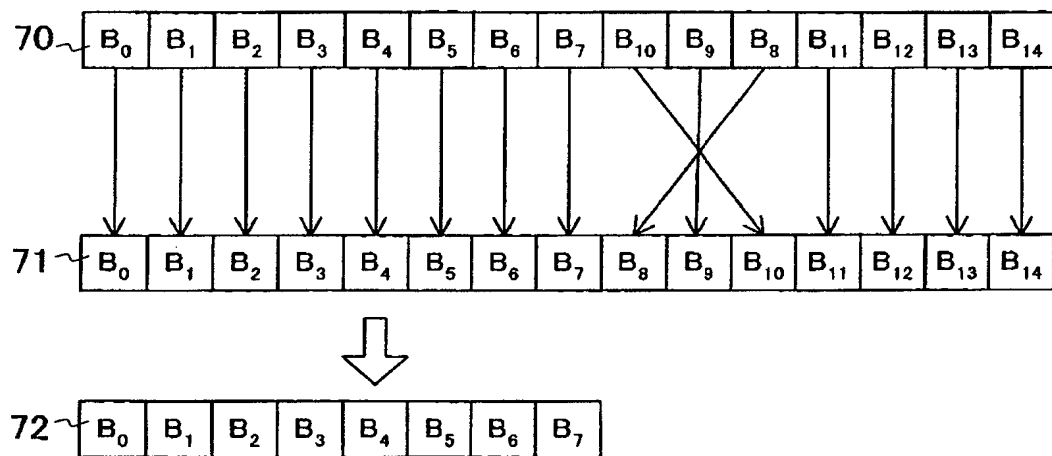 70 B₀ B₁ B₂ B₃ B₄ B₅ B₆ B₇ B₁₀ B₉ B₈ B₁₁ B₁₂ B₁₃ B₁₄
71 B₀ B₁ B₂ B₃ B₄ B₅ B₆ B₇ B₈ B₉ B₁₀ B₁₁ B₁₂ B₁₃ B₁₄
72 B₀ B₁ B₂ B₃ B₄ B₅ B₆ B₇